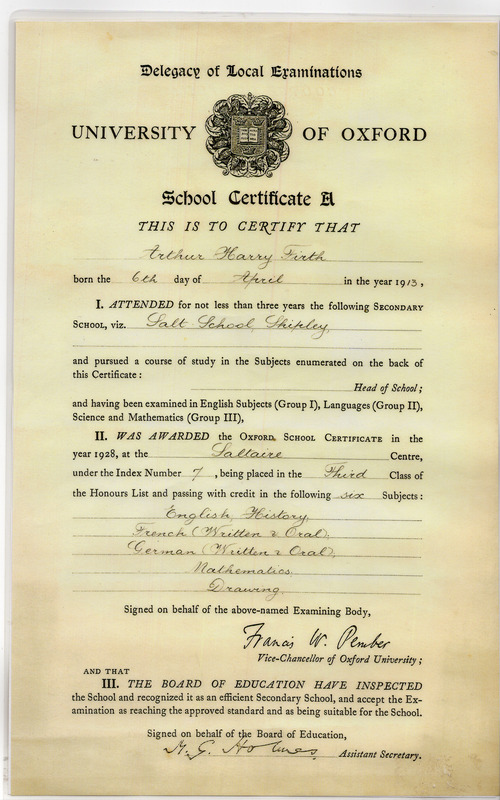 Delegacy of Local Examinations
UNIVERSITY OF OXFORD
School Certificate A
THIS IS TO CERTIFY THAT
Arthur Harry Firth
born the 6th day of April in the year 1913,
I. ATTENDED for not less than three years the following SECONDARY
SCHOOL, viz. Salt School, Shipley
and pursued a course of study in the Subjects enumerated on the back of
this Certificate:
Head of School;
and having been examined in English Subjects (Group I), Languages (Group II),
Science and Mathematics (Group III),
II. WAS AWARDED the OXFORD SCHOOL CERTIFICATE in the
year 1928, at the Saltaire Centre,
under the Index Number 7, being placed in the Third Class of
the Honours List and passing with credit in the following six Subjects:
English, History,
French (Written & Oral),
German (Written & Oral),
Mathematics,
Drawing.
Signed on behalf of the above-named Examining Body,
Francis W. Pember
Vice-Chancellor of Oxford University;
AND THAT
III. THE BOARD OF EDUCATION HAVE INSPECTED
the School and recognized it as an efficient Secondary School, and accept the Ex-
amination as reaching the approved standard and as being suitable for the School.
Signed on behalf of the Board of Education,
M. G. Holmes Assistant Secretary.